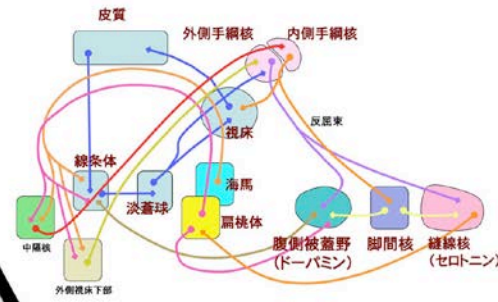 皮質
外側手綱核
内側手綱核
視床
反屈束
線条体
淡蒼球
海馬
扁桃体
中隔核
外側視床下部
腹側被蓋野
(ドーパミン)
脚間核
縫線核
(セロトニン)